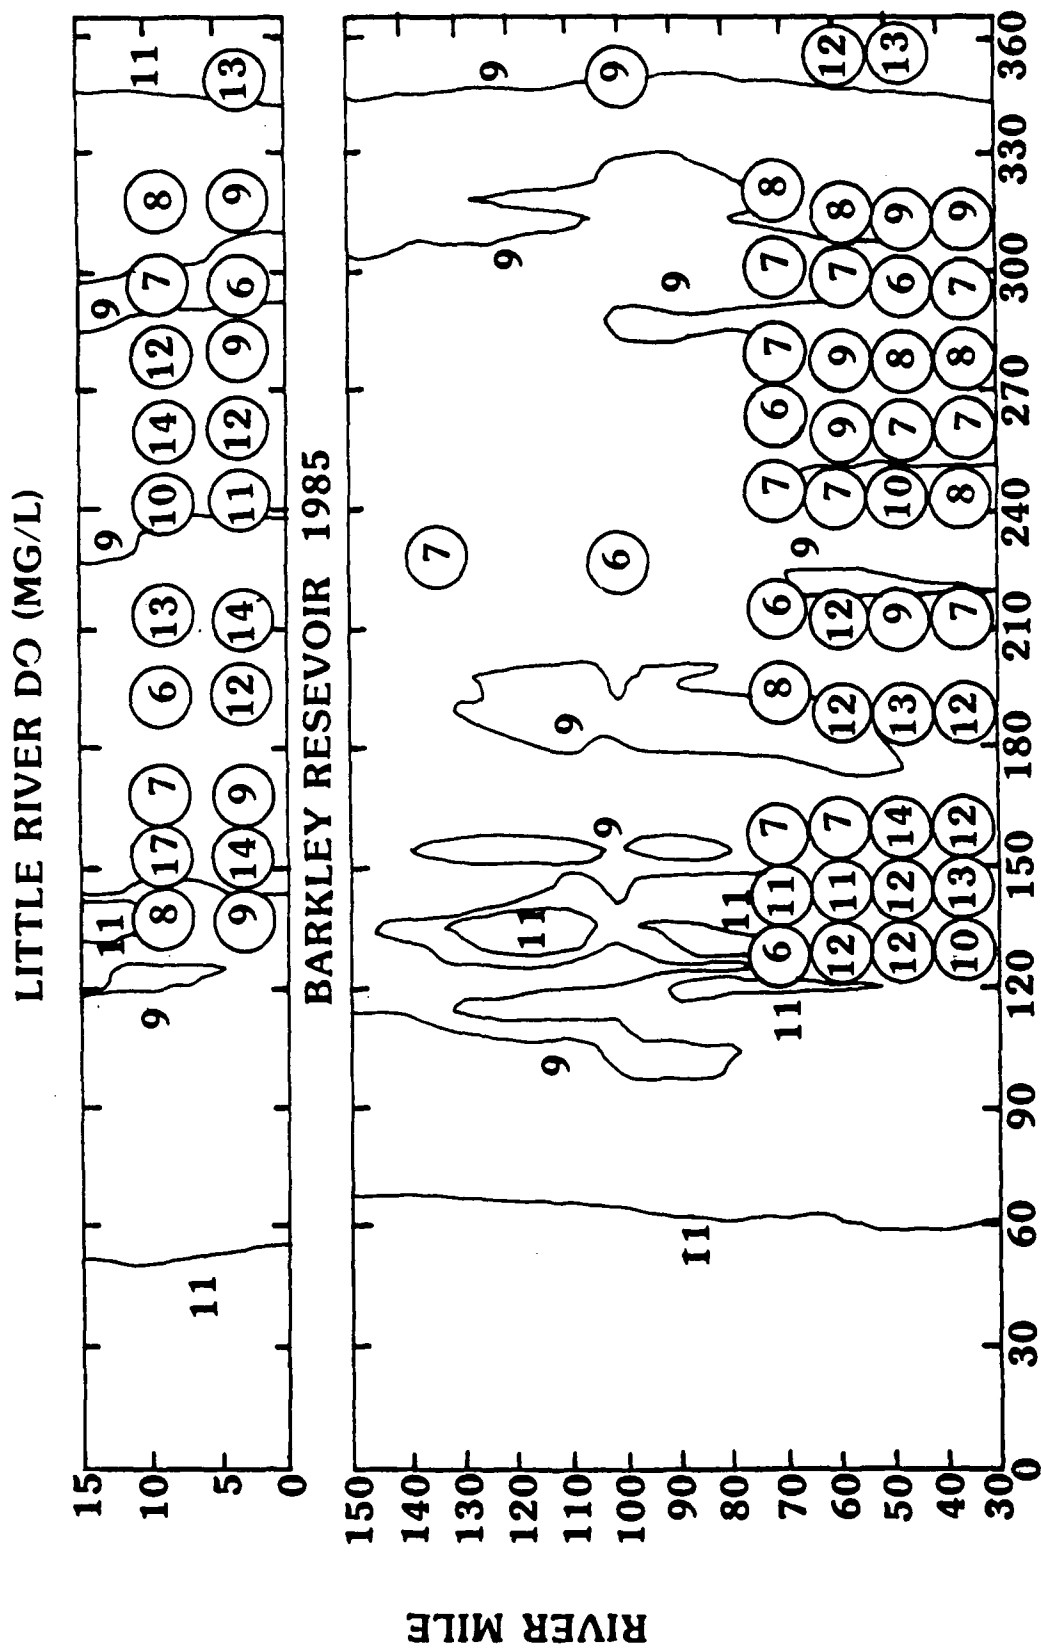 LITTLE RIVER DO (MG/L)
15
11 9 9
10 9 8 17 7 6 13 10 14 12 7 8 11
5 11 9 14 9 12 14 11 12 9 6 9 13
0
BARKLEY RESEVOIR 1985
RIVER MILE
150
140 7
130 9 9
120 11
110 9 9
100 9 6 9
90 11 9
80 11
70 11 6 11 7 8 6 9 7 6 7 7 8
60 12 11 7 12 12 7 9 9 7 8 12
50 12 12 14 13 9 10 7 8 6 9 13
40 10 13 12 12 7 8 7 8 7 9
30
0 30 60 90 120 150 180 210 240 270 300 330 360